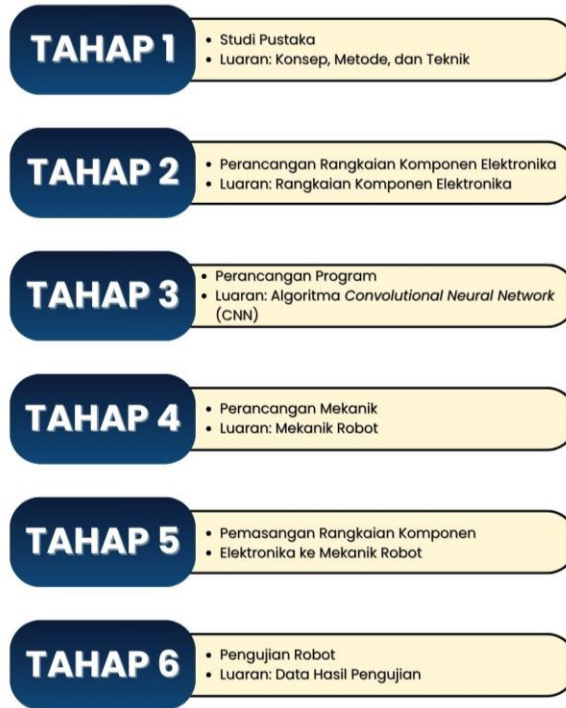 TAHAP 1
• Studi Pustaka
• Luaran: Konsep, Metode, dan Teknik
TAHAP 2
• Perancangan Rangkaian Komponen Elektronika
• Luaran: Rangkaian Komponen Elektronika
TAHAP 3
• Perancangan Program
• Luaran: Algoritma Convolutional Neural Network
(CNN)
TAHAP 4
• Perancangan Mekanik
• Luaran: Mekanik Robot
TAHAP 5
• Pemasangan Rangkaian Komponen
• Elektronika ke Mekanik Robot
TAHAP 6
• Pengujian Robot
• Luaran: Data Hasil Pengujian